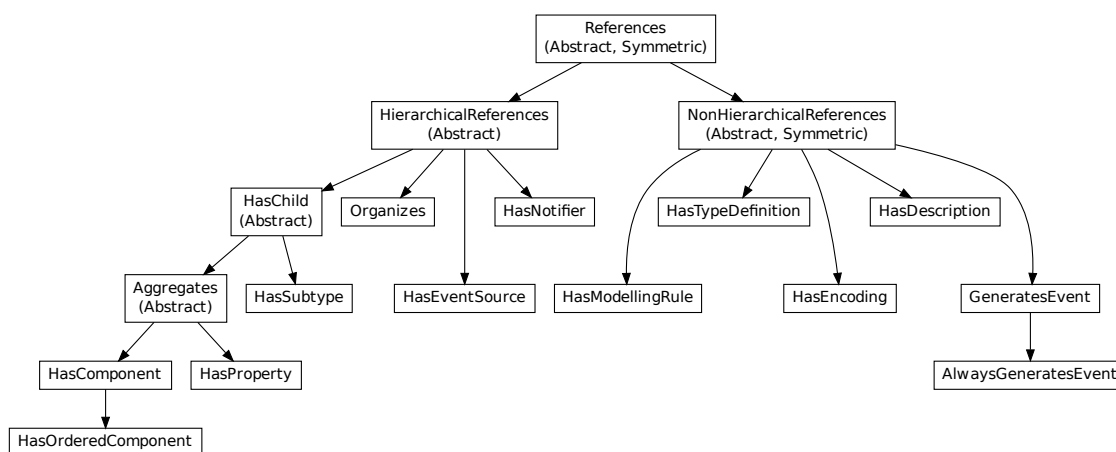 References
(Abstract, Symmetric)
HierarchicalReferences
(Abstract)
NonHierarchicalReferences
(Abstract, Symmetric)
HasChild
(Abstract)
Organizes
HasNotifier
HasTypeDefinition
HasDescription
Aggregates
(Abstract)
HasSubtype
HasEventSource
HasModellingRule
HasEncoding
GeneratesEvent
HasComponent
HasProperty
AlwaysGeneratesEvent
HasOrderedComponent